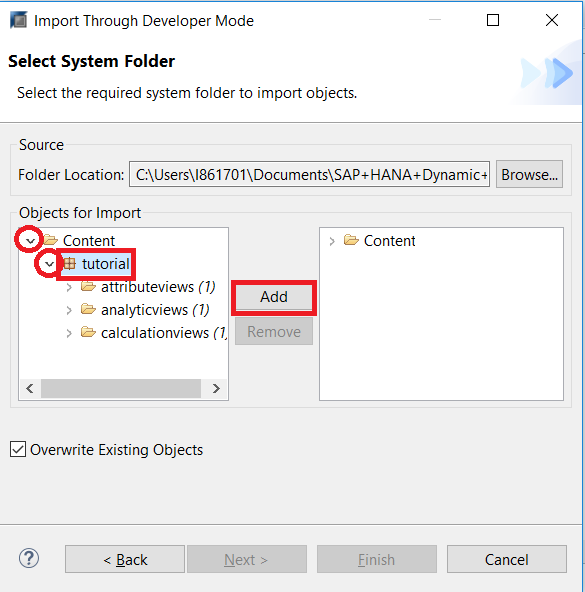 Import Through Developer Mode
Select System Folder
Select the required system folder to import objects.
Source
Folder Location: C:\Users\I861701\Documents\SAP+HANA+Dynamic+ Browse...
Objects for Import
Content
tutorial
attributeviews (1)
analyticviews (1)
calculationviews (1)
Add
Remove
Content
Overwrite Existing Objects
? < Back Next > Finish Cancel